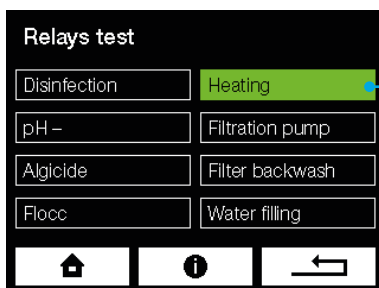 Relays test
Disinfection
Heating
pH –
Filtration pump
Algicide
Filter backwash
Flocc
Water filling